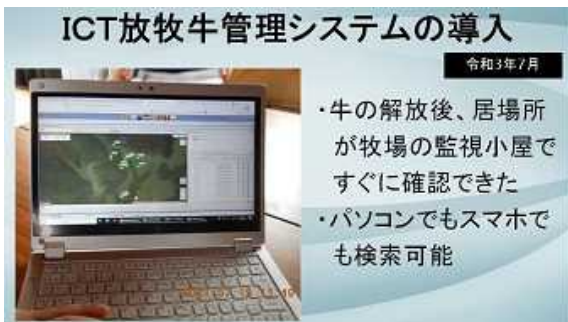 ICT放牧牛管理システムの導入
令和3年7月
・牛の解放後、居場所
が牧場の監視小屋で
すぐに確認できた
・パソコンでもスマホで
も検索可能